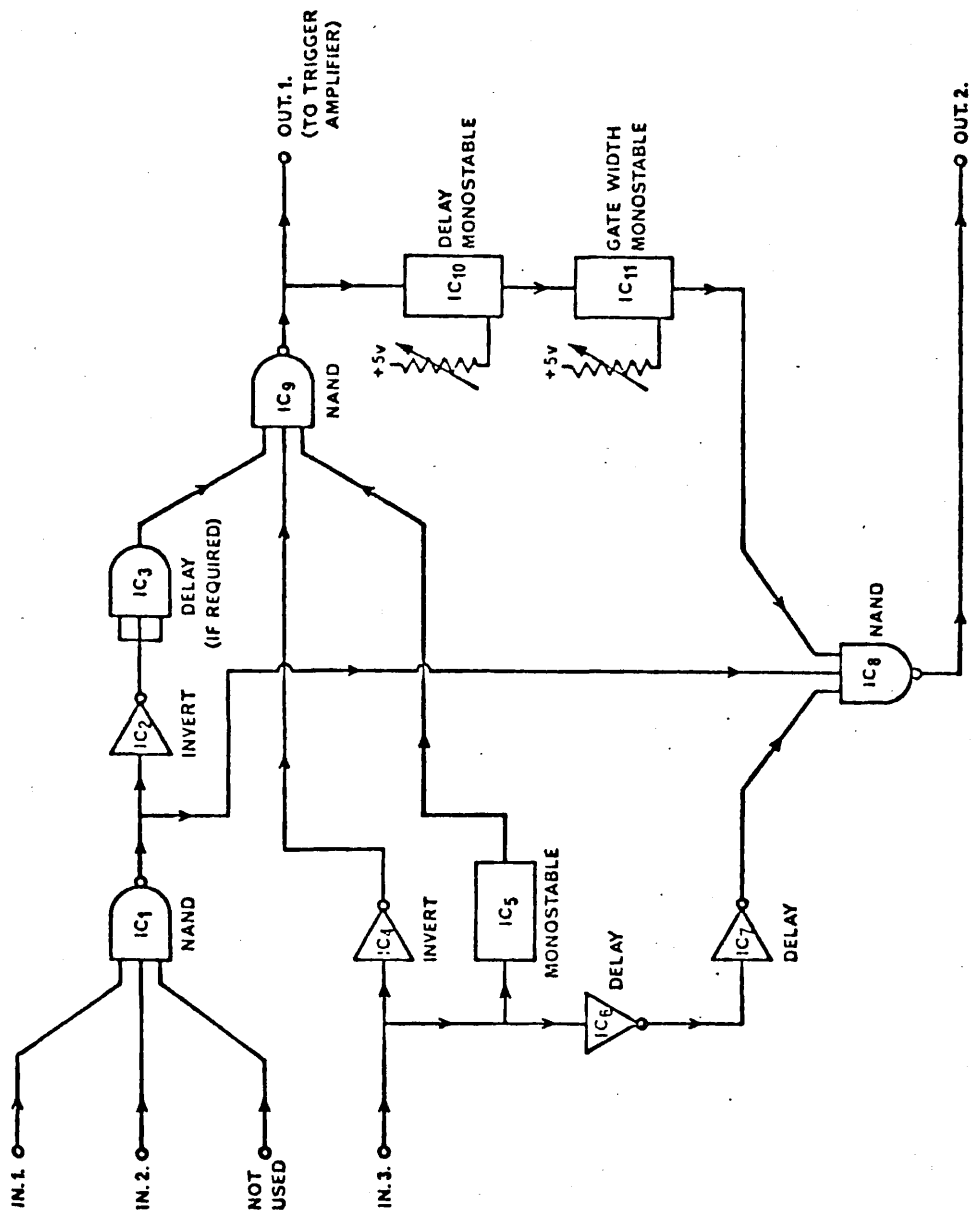 IN.1.
IN.2.
NOT
USED
IN.3.
IC1
NAND
IC2
INVERT
IC3
DELAY
(IF REQUIRED)
IC4
INVERT
IC5
MONOSTABLE
IC6
DELAY
IC7
DELAY
IC9
NAND
OUT.1.
(TO TRIGGER
AMPLIFIER)
+5v
IC10
DELAY
MONOSTABLE
+5v
IC11
GATE WIDTH
MONOSTABLE
IC8
NAND
OUT.2.